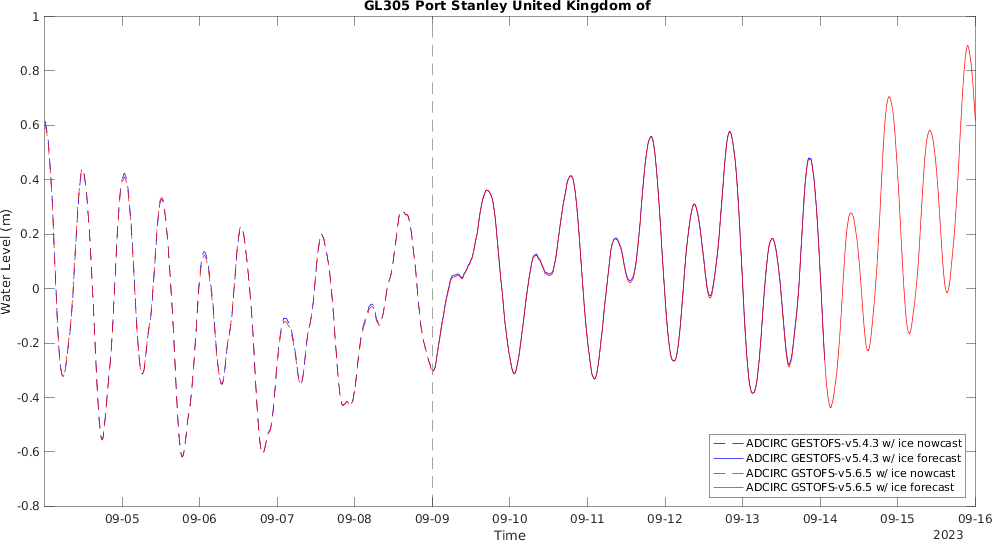 GL305 Port Stanley United Kingdom of
1
0.8
0.6
0.4
0.2
0
-0.2
-0.4
-0.6
-0.8
Water Level (m)
ADCIRC GESTOFS-v5.4.3 w/ ice nowcast
ADCIRC GESTOFS-v5.4.3 w/ ice forecast
ADCIRC GSTOFS-v5.6.5 w/ ice nowcast
ADCIRC GSTOFS-v5.6.5 w/ ice forecast
09-05 09-06 09-07 09-08 09-09 09-10 09-11 09-12 09-13 09-14 09-15 09-16
Time
2023